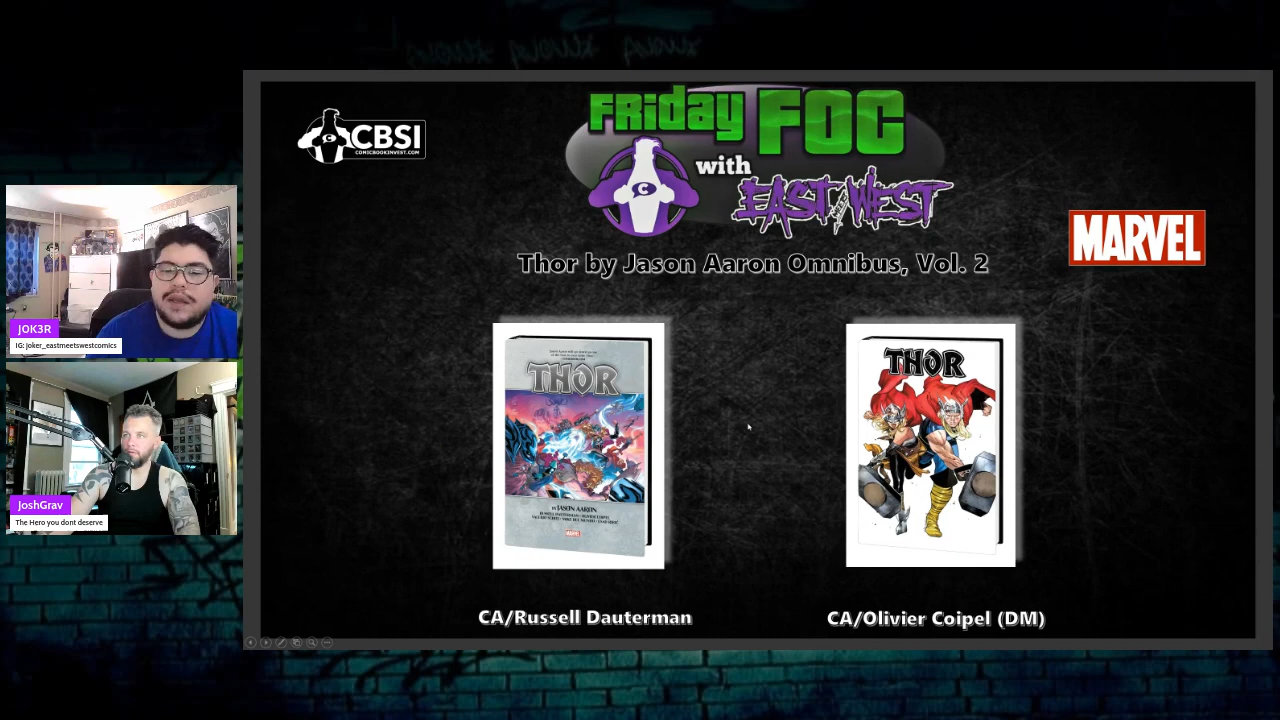 CBSI
COMICBOOKINVEST.COM
Friday FOC
with
EAST WEST
Thor by Jason Aaron Omnibus, Vol. 2
MARVEL
THOR
BY JASON AARON
MARVEL
THOR
CA/Russell Dauterman
CA/Olivier Coipel (DM)
JOK3R
IG: joker_eastmeetswestcomics
JoshGrav
The Hero you dont deserve